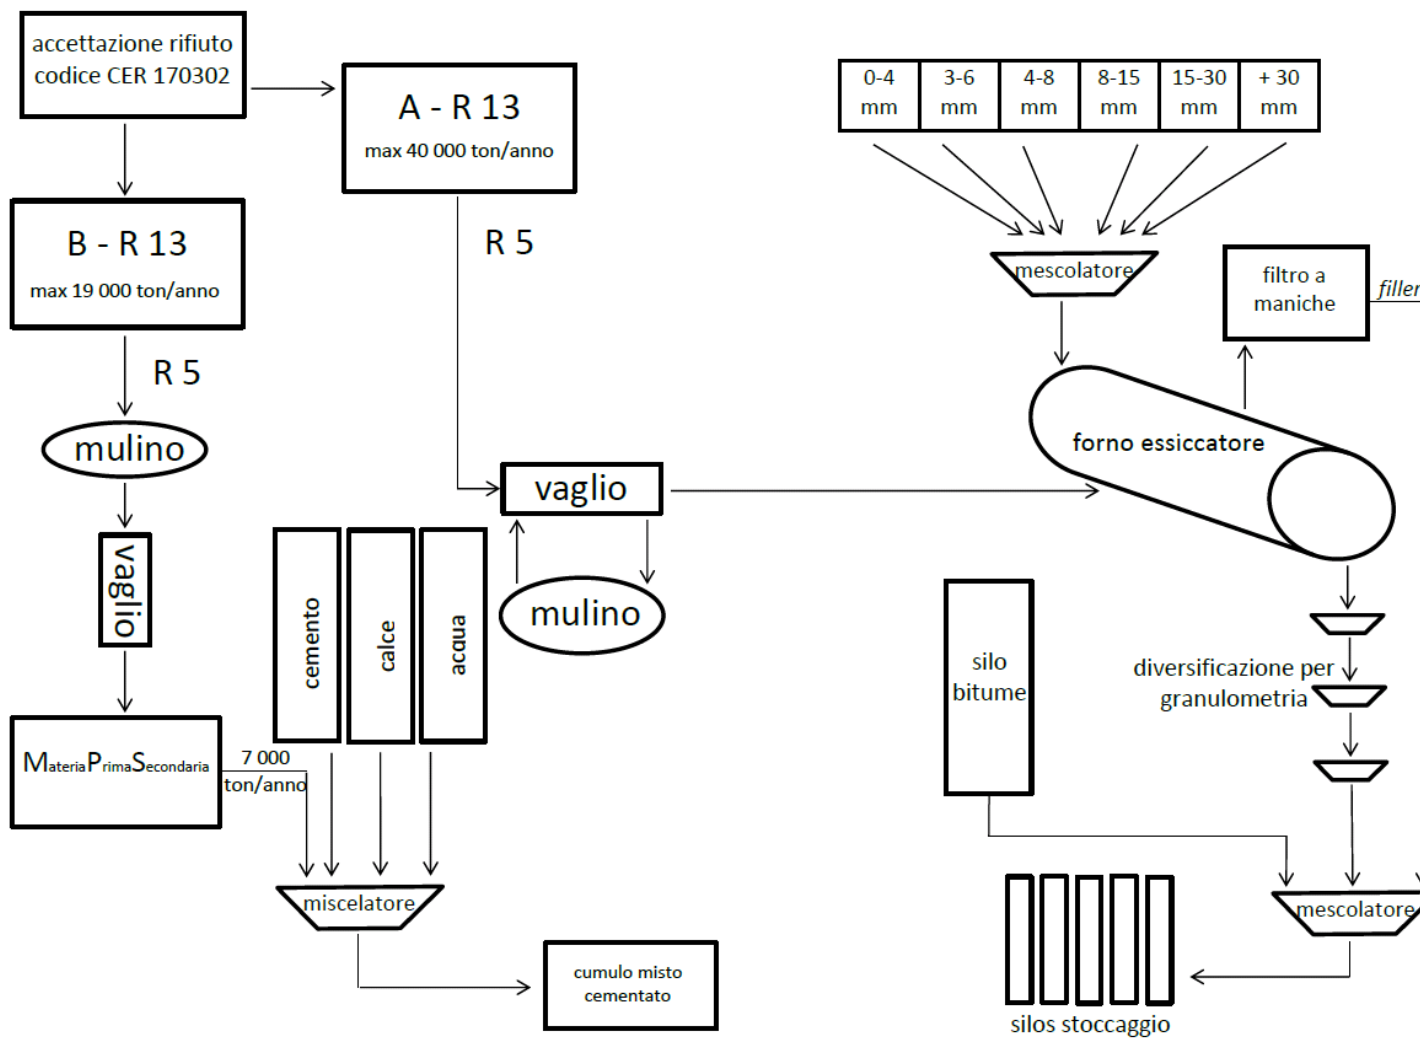 accettazione rifiuto
codice CER 170302
A - R 13
max 40 000 ton/anno
B - R 13
max 19 000 ton/anno
R 5
R 5
mulino
vaglio
MateriaPrimaSecondaria
7 000
ton/anno
cemento
calce
acqua
miscelatore
cumulo misto
cementato
vaglio
mulino
0-4
mm
3-6
mm
4-8
mm
8-15
mm
15-30
mm
+ 30
mm
mescolatore
filtro a
maniche
filler
forno essiccatore
diversificazione per
granulometria
silo
bitume
mescolatore
silos stoccaggio